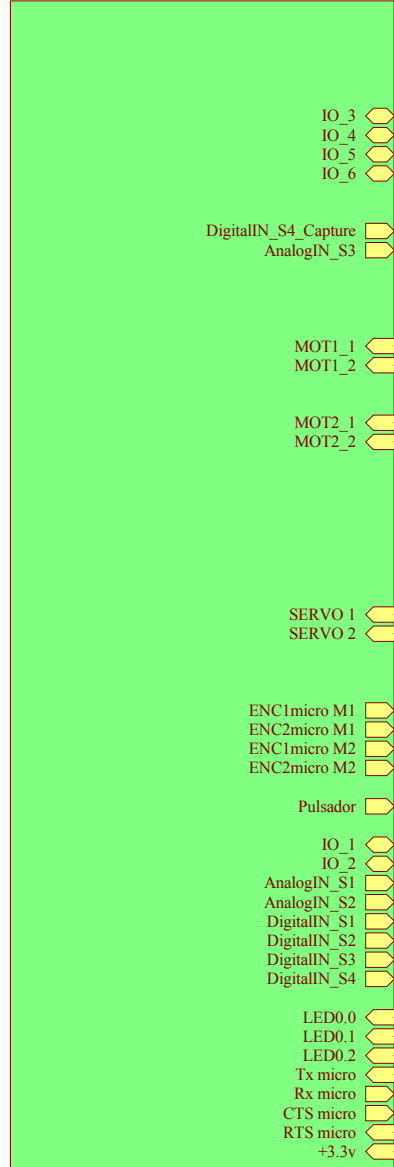 IO_3
IO_4
IO_5
IO_6
DigitalIN_S4_Capture
AnalogIN_S3
MOT1_1
MOT1_2
MOT2_1
MOT2_2
SERVO 1
SERVO 2
ENC1micro M1
ENC2micro M1
ENC1micro M2
ENC2micro M2
Pulsador
IO_1
IO_2
AnalogIN_S1
AnalogIN_S2
DigitalIN_S1
DigitalIN_S2
DigitalIN_S3
DigitalIN_S4
LED0.0
LED0.1
LED0.2
Tx micro
Rx micro
CTS micro
RTS micro
+3.3v